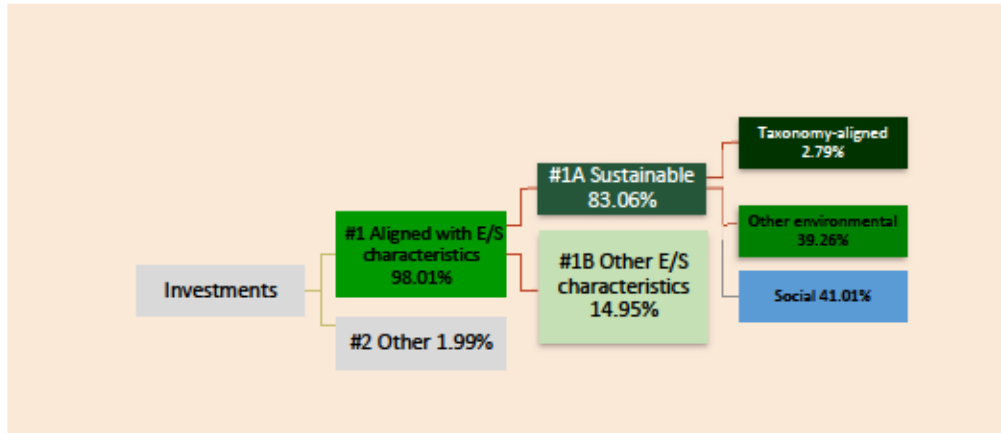 Investments
#1 Aligned with E/S
characteristics
98.01%
#2 Other 1.99%
#1A Sustainable
83.06%
#1B Other E/S
characteristics
14.95%
Taxonomy-aligned
2.79%
Other environmental
39.26%
Social 41.01%